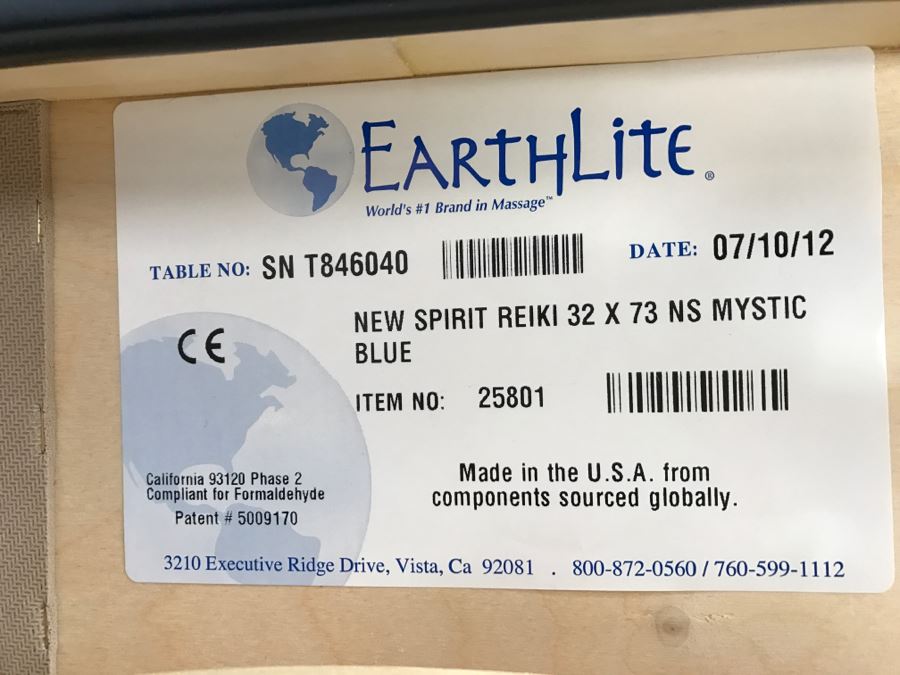 EARTHLITE®
World's #1 Brand in Massage™
TABLE NO: SN T846040 DATE: 07/10/12
NEW SPIRIT REIKI 32 X 73 NS MYSTIC
BLUE
CE
ITEM NO: 25801
California 93120 Phase 2
Compliant for Formaldehyde
Patent # 5009170
Made in the U.S.A. from
components sourced globally.
3210 Executive Ridge Drive, Vista, Ca 92081 . 800-872-0560 / 760-599-1112